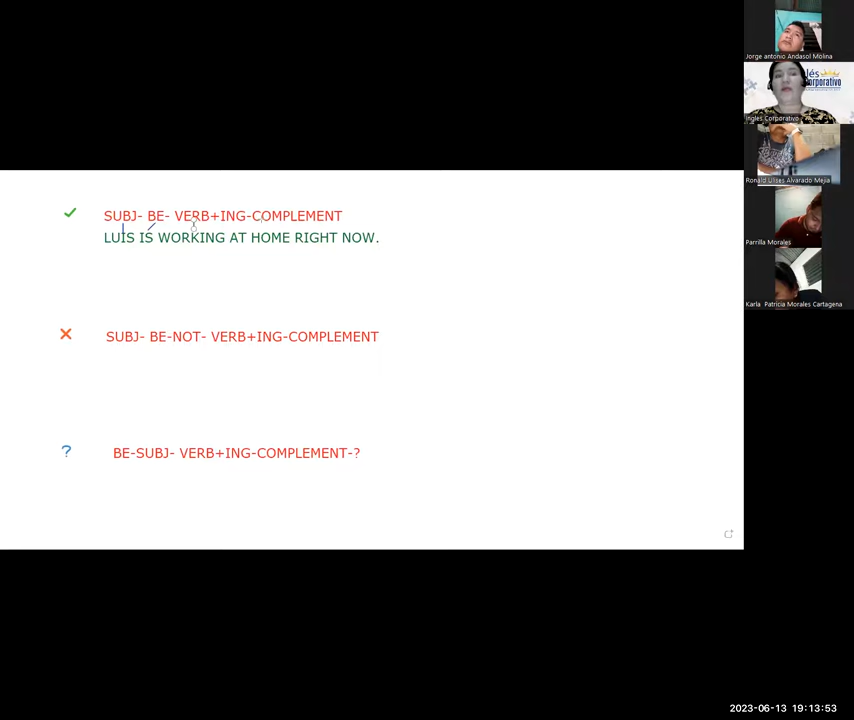 SUBJ- BE- VERB+ING-COMPLEMENT
LUIS IS WORKING AT HOME RIGHT NOW.
SUBJ- BE-NOT- VERB+ING-COMPLEMENT
? BE-SUBJ- VERB+ING-COMPLEMENT-?
Jorge antonio Andasol Molina
Ingles Corporativo
Ronald Ulises Alvarado Mejia
Parrilla Morales
Karla Patricia Morales Cartagena
2023-06-13 19:13:53